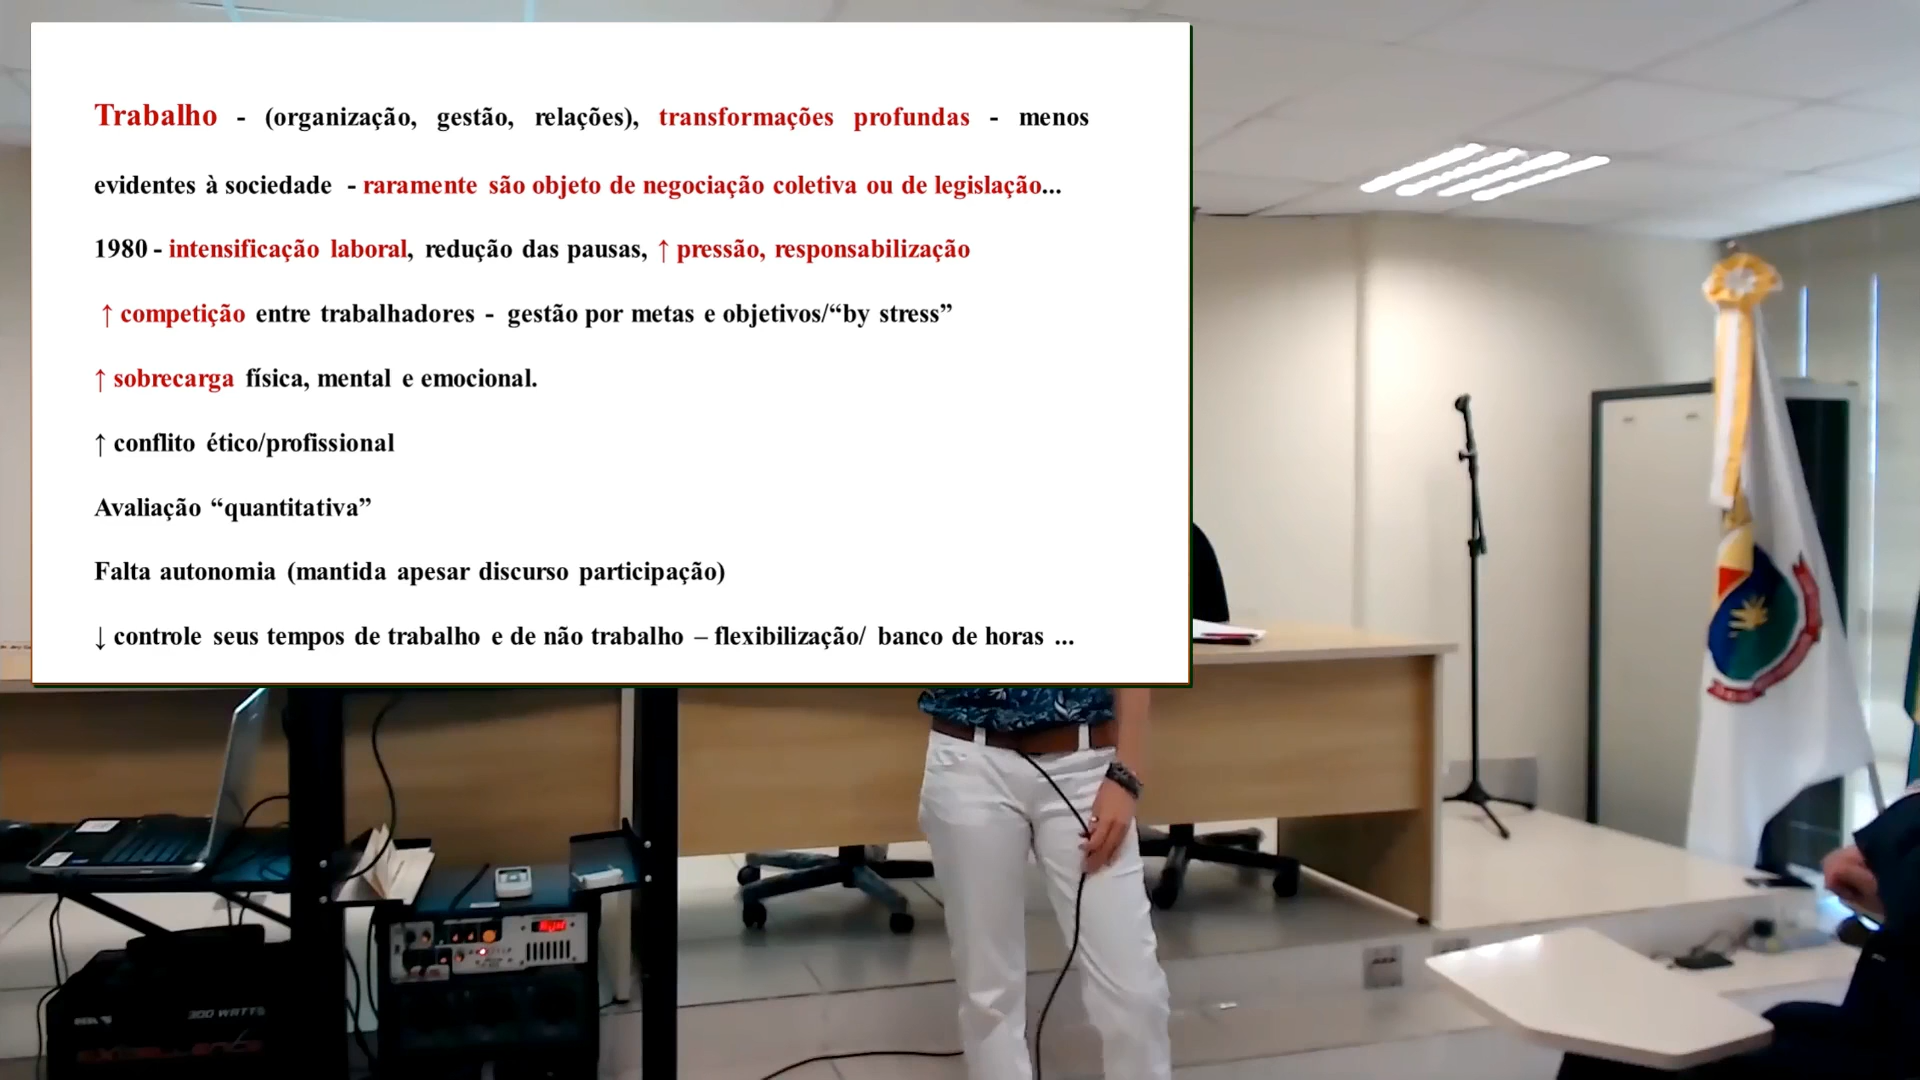 Trabalho - (organização, gestão, relações), transformações profundas - menos
evidentes à sociedade - raramente são objeto de negociação coletiva ou de legislação...
1980 - intensificação laboral, redução das pausas, ↑ pressão, responsabilização
↑ competição entre trabalhadores - gestão por metas e objetivos/“by stress”
↑ sobrecarga física, mental e emocional.
↑ conflito ético/profissional
Avaliação “quantitativa”
Falta autonomia (mantida apesar discurso participação)
↓ controle seus tempos de trabalho e de não trabalho – flexibilização/ banco de horas ...
300 WATTS